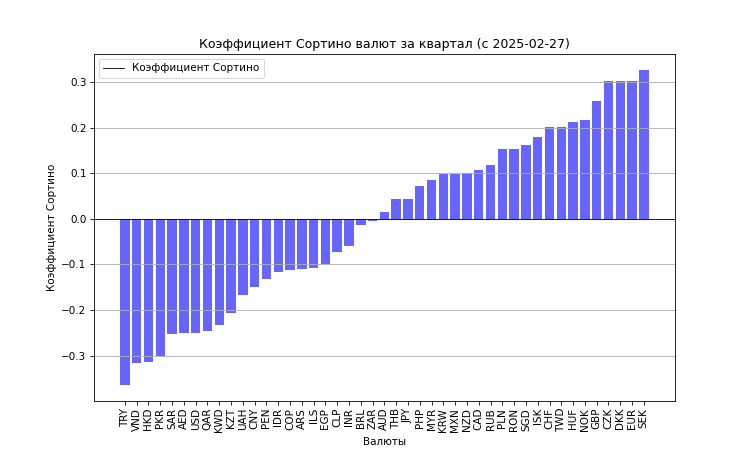 Коэффициент Сортино валют за квартал (с 2025-02-27)
Коэффициент Сортино
Коэффициент Сортино
0.3
0.2
0.1
0.0
−0.1
−0.2
−0.3
TRY VND HKD PKR SAR AED USD QAR KWD KZT UAH CNY PEN IDR COP ARS ILS EGP CLP INR BRL ZAR AUD THB JPY PHP MYR KRW MXN NZD CAD RUB PLN RON SGD ISK CHF TWD HUF NOK GBP CZK DKK EUR SEK
Валюты